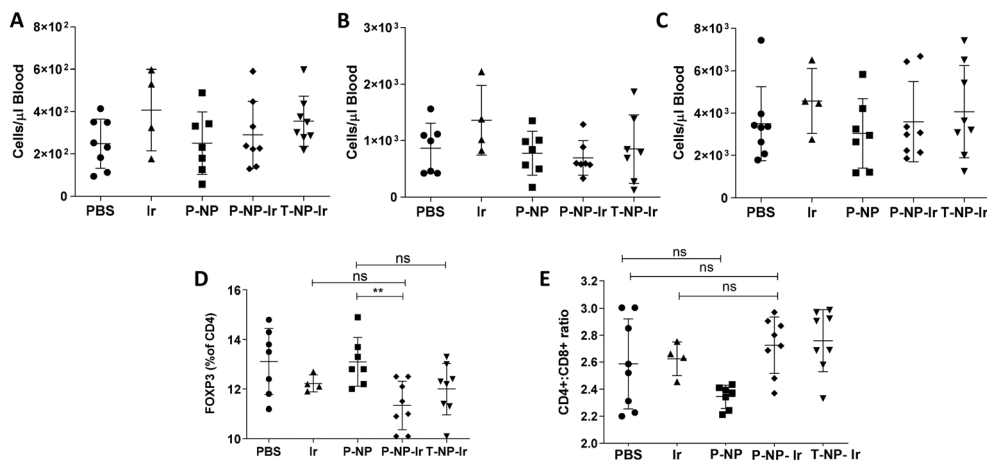 A
Cells/µl Blood
6×10²
4×10²
2×10²
0
PBS Ir P-NP P-NP-Ir T-NP-Ir
B
Cells/µl Blood
3×10³
2×10³
1×10³
0
PBS Ir P-NP P-NP-Ir T-NP-Ir
C
Cells/µl Blood
8×10³
6×10³
4×10³
2×10³
0
PBS Ir P-NP P-NP-Ir T-NP-Ir
D
ns
ns
**
FOXP3 (%of CD4)
16
14
12
10
PBS Ir P-NP P-NP-Ir T-NP-Ir
E
ns
ns
ns
CD4+:CD8+ ratio
3.2
3.0
2.8
2.6
2.4
2.2
2.0
PBS Ir P-NP P-NP- Ir T-NP- Ir